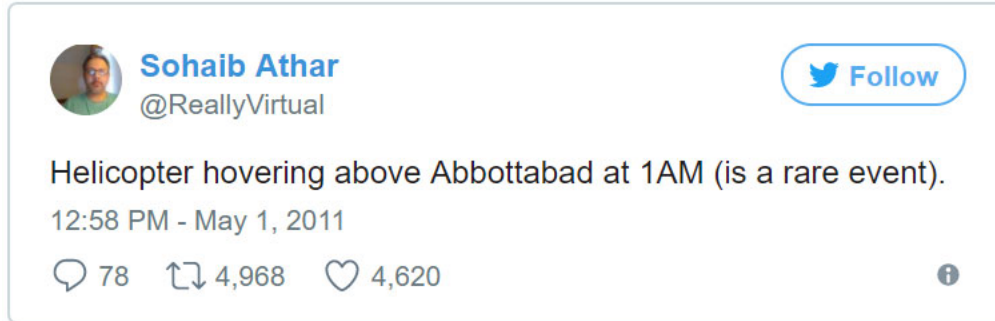 Sohaib Athar
Follow
@ReallyVirtual
Helicopter hovering above Abbottabad at 1AM (is a rare event).
12:58 PM - May 1, 2011
78 4,968 4,620